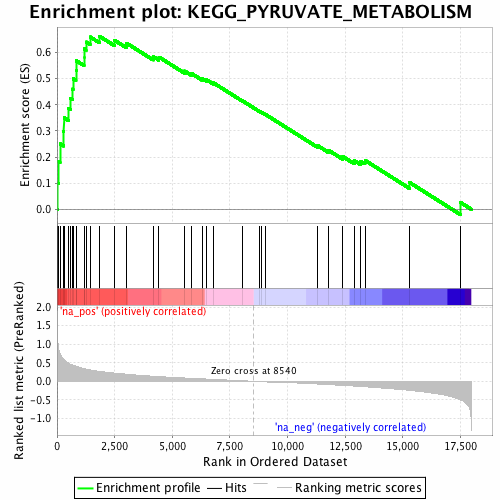 Enrichment plot: KEGG_PYRUVATE_METABOLISM
Enrichment score (ES)
0.6
0.5
0.4
0.3
0.2
0.1
0.0
'na_pos' (positively correlated)
Ranked list metric (PreRanked)
2.0
1.5
1.0
0.5
0.0
-0.5
-1.0
Zero cross at 8540
'na_neg' (negatively correlated)
0 2,500 5,000 7,500 10,000 12,500 15,000 17,500
Rank in Ordered Dataset
Enrichment profile Hits Ranking metric scores